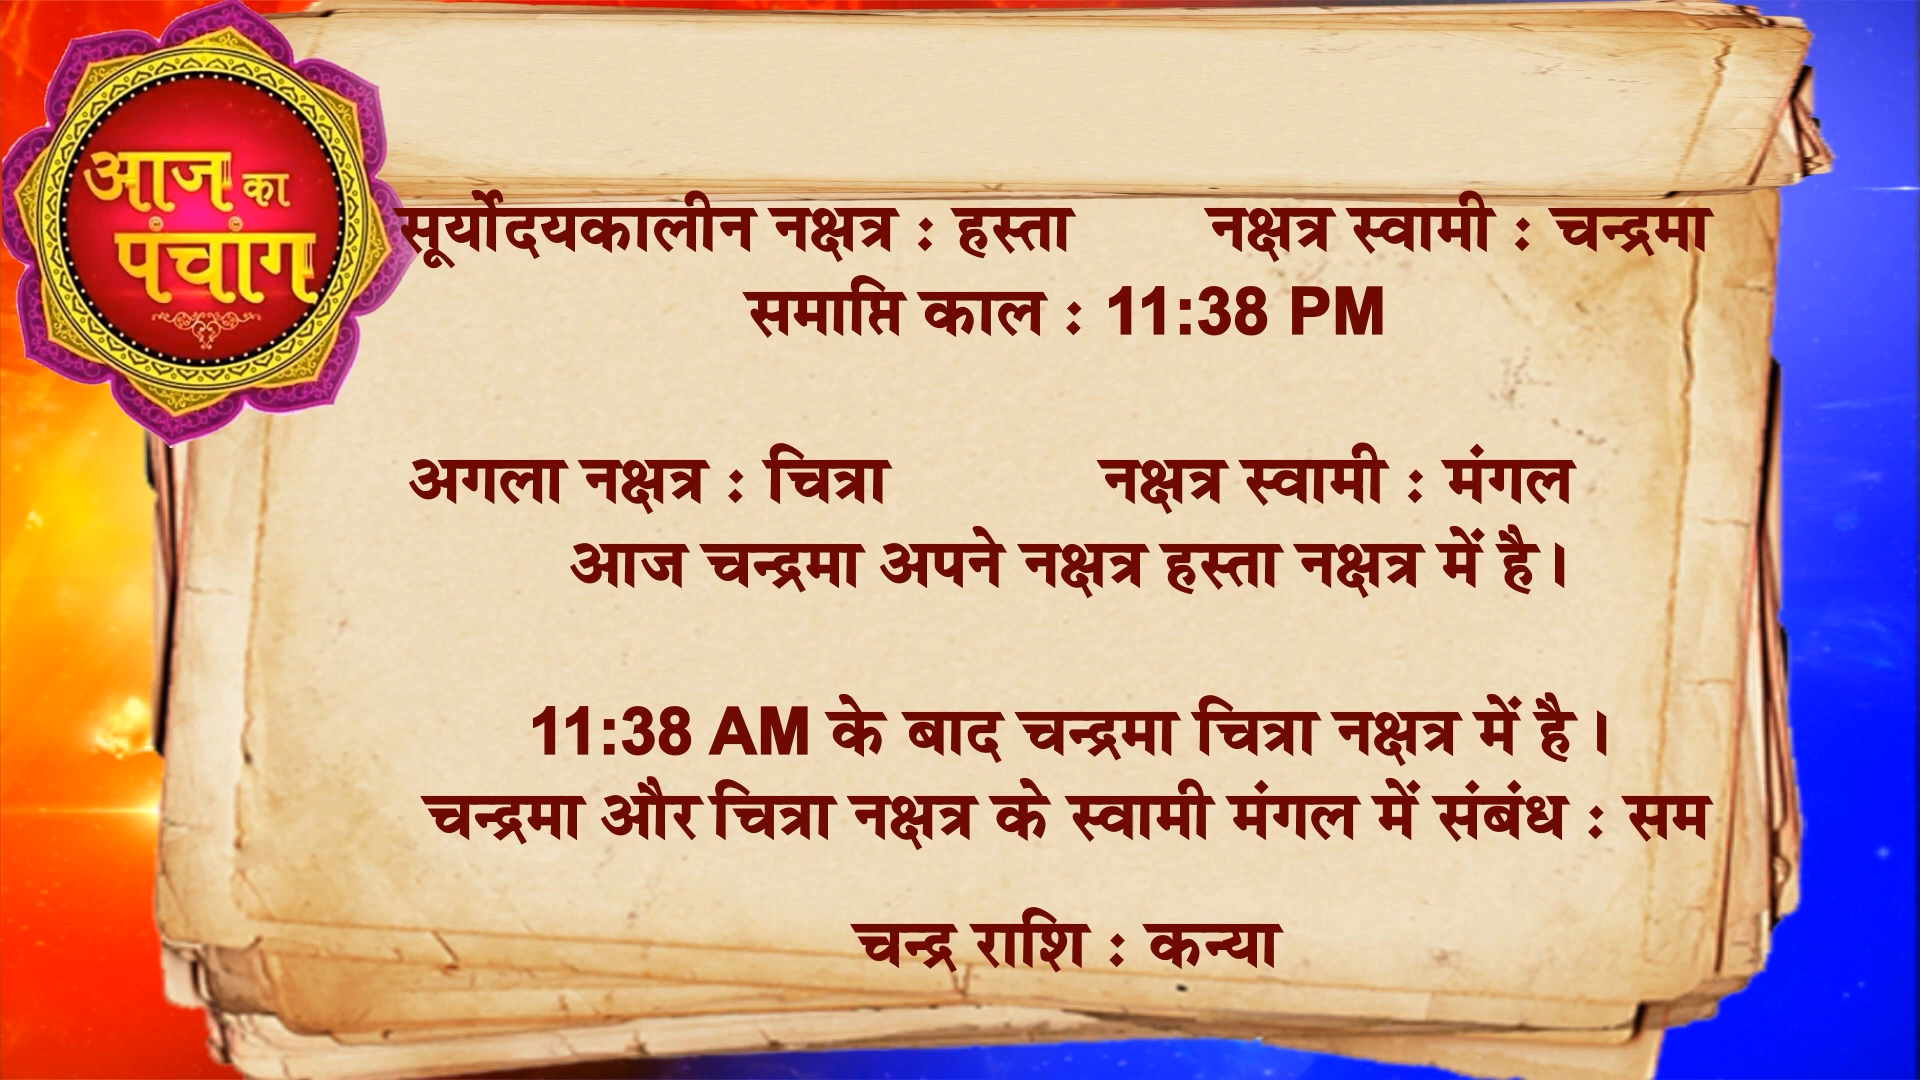 आज का
पंचांग
सूर्योदयकालीन नक्षत्र : हस्ता नक्षत्र स्वामी : चन्द्रमा
समाप्ति काल : 11:38 PM
अगला नक्षत्र : चित्रा नक्षत्र स्वामी : मंगल
आज चन्द्रमा अपने नक्षत्र हस्ता नक्षत्र में है।
11:38 AM के बाद चन्द्रमा चित्रा नक्षत्र में है।
चन्द्रमा और चित्रा नक्षत्र के स्वामी मंगल में संबंध : सम
चन्द्र राशि : कन्या